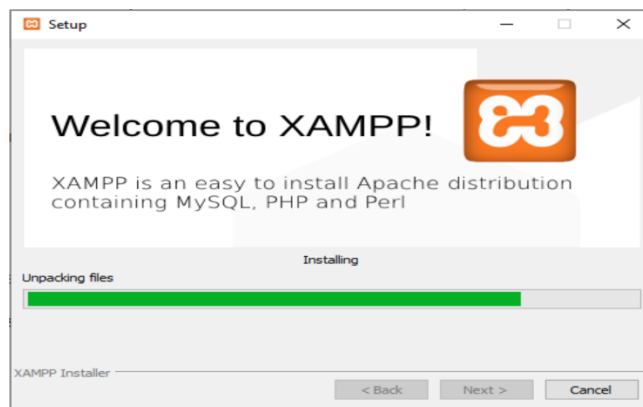 Setup
Welcome to XAMPP!
XAMPP is an easy to install Apache distribution
containing MySQL, PHP and Perl
Installing
Unpacking files
XAMPP Installer
< Back
Next >
Cancel